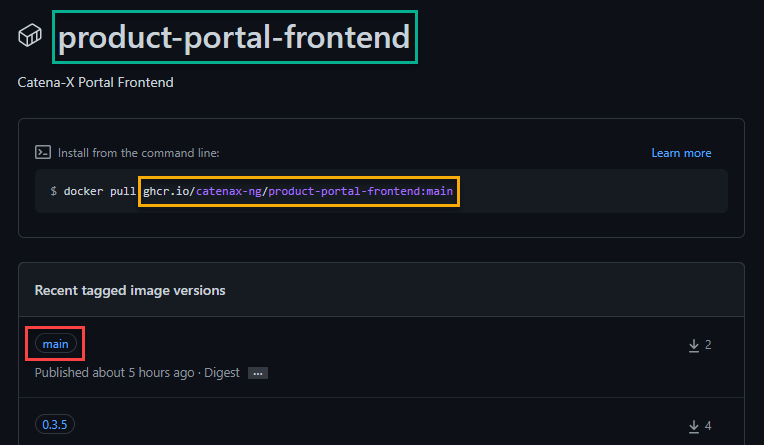 product-portal-frontend
Catena-X Portal Frontend
Install from the command line:
Learn more
$ docker pull ghcr.io/catenax-ng/product-portal-frontend:main
Recent tagged image versions
main
2
Published about 5 hours ago · Digest ...
0.3.5
4